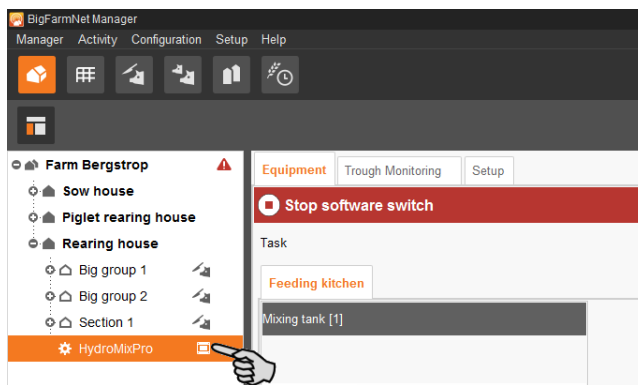 BigFarmNet Manager
Manager Activity Configuration Setup Help
Farm Bergstrop
Sow house
Piglet rearing house
Rearing house
Big group 1
Big group 2
Section 1
HydroMixPro
Equipment Trough Monitoring Setup
Stop software switch
Task
Feeding kitchen
Mixing tank [1]